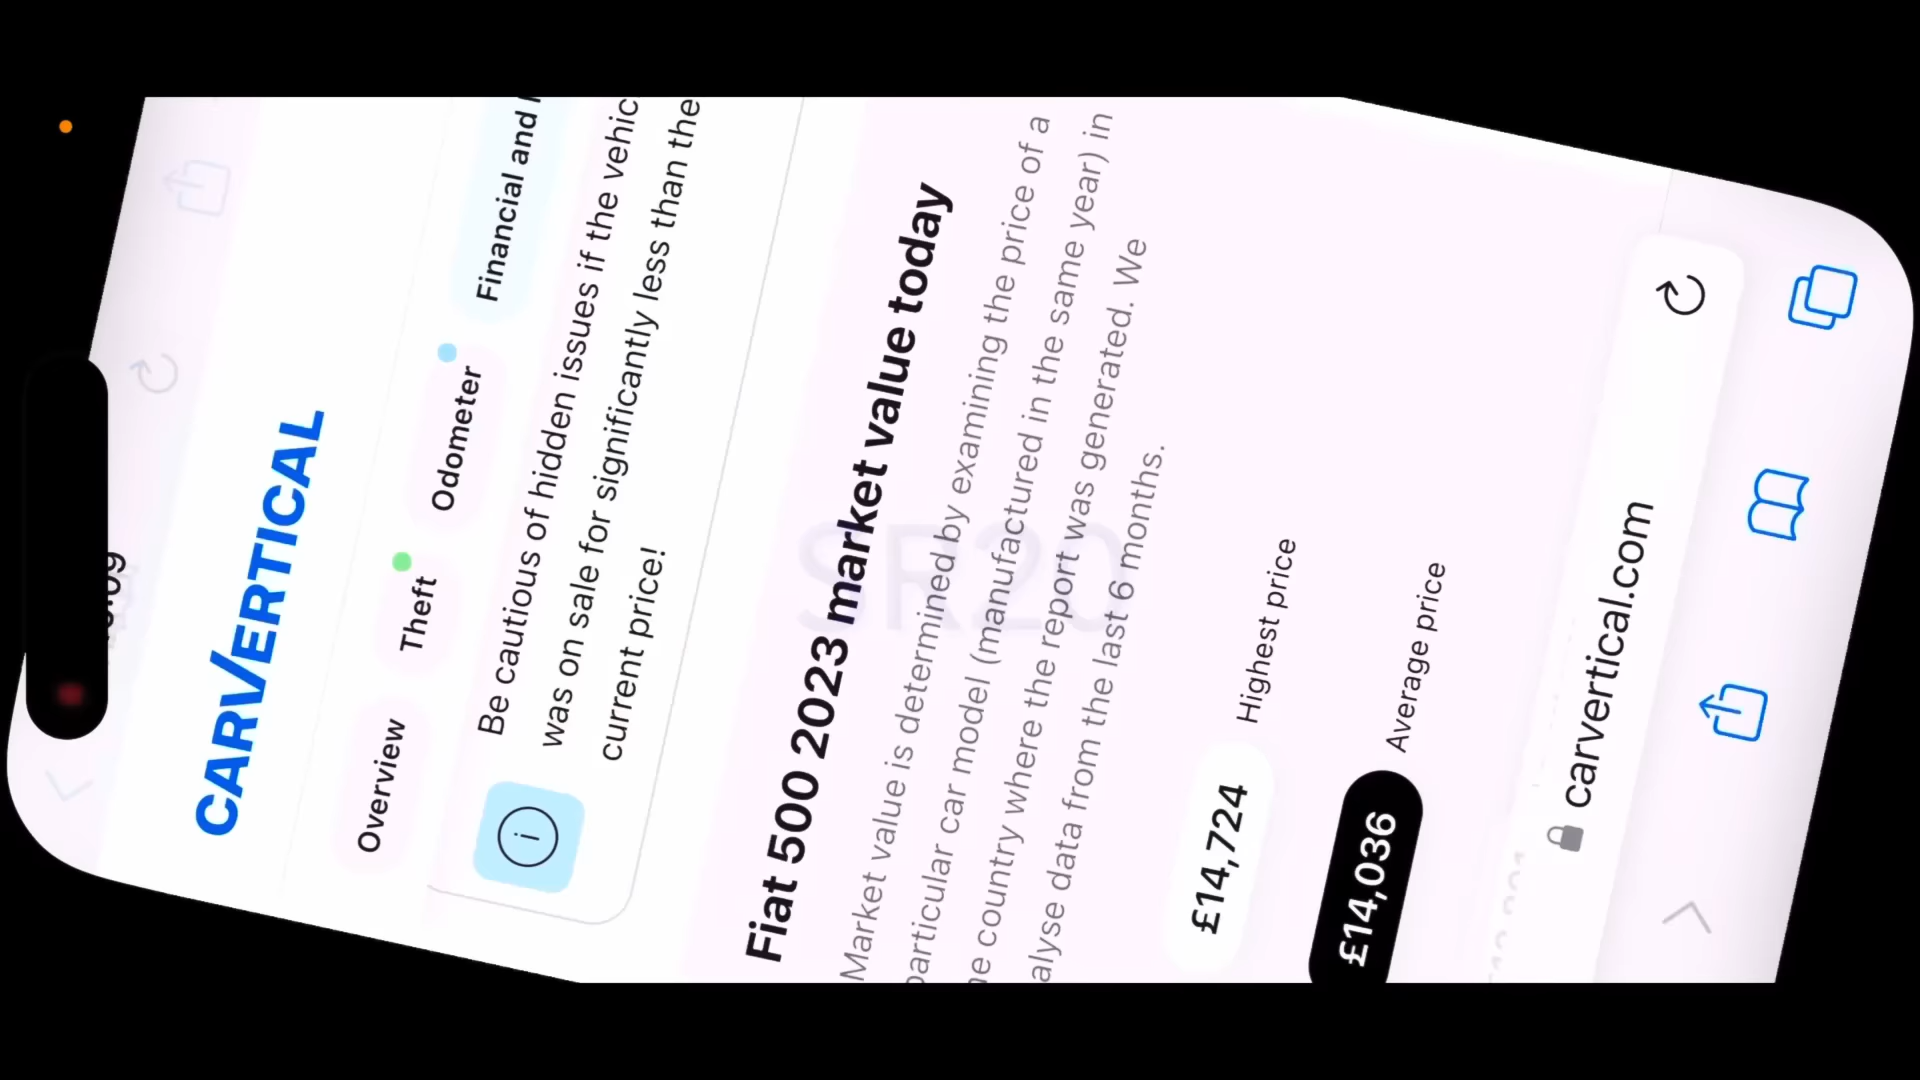 CARVERTICAL
Overview
Theft
Odometer
Financial and
Be cautious of hidden issues if the vehic
was on sale for significantly less than the
current price!
Fiat 500 2023 market value today
Market value is determined by examining the price of a
particular car model (manufactured in the same year) in
he country where the report was generated. We
alyse data from the last 6 months.
SR20
£14,724
Highest price
£14,036
Average price
carvertical.com